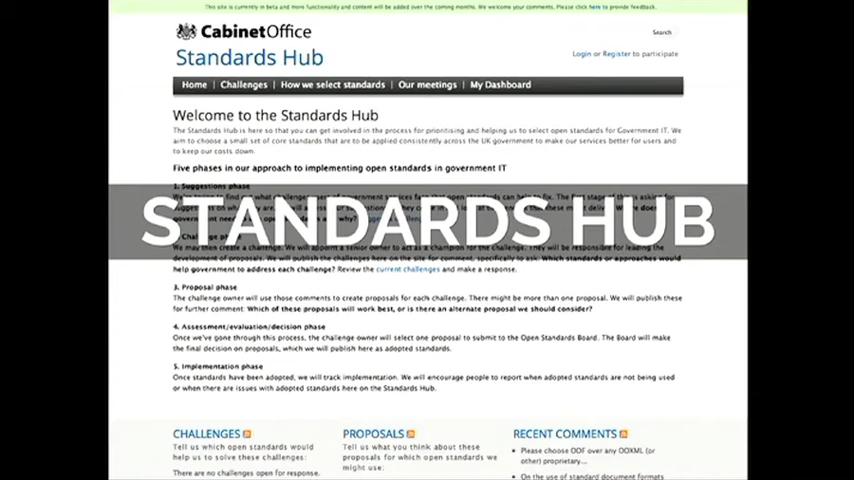 This site is currently in beta and more functionality and content will be added over the coming months. We welcome your comments. Please click here to provide feedback.
CabinetOffice
Search
Standards Hub
Login or Register to participate
Home | Challenges | How we select standards | Our meetings | My Dashboard
Welcome to the Standards Hub
The Standards Hub is here so that you can get involved in the process for prioritising and helping us to select open standards for Government IT. We
aim to choose a small set of core standards that are to be applied consistently across the UK government to make our services better for users and
to keep our costs down.
Five phases in our approach to implementing open standards in government IT
1. Suggestions phase
STANDARDS HUB
We may then create a challenge. We will appoint a senior owner to act as a champion for the challenge. They will be responsible for leading the
development of proposals. We will publish the challenges here on the site for comment, specifically to ask: Which standards or approaches would
help government to address each challenge? Review the current challenges and make a response.
3. Proposal phase
The challenge owner will use those comments to create proposals for each challenge. There might be more than one proposal. We will publish these
for further comment: Which of these proposals will work best, or is there an alternate proposal we should consider?
4. Assessment/evaluation/decision phase
Once we've gone through this process, the challenge owner will select one proposal to submit to the Open Standards Board. The Board will make
the final decision on proposals, which we will publish here as adopted standards.
5. Implementation phase
Once standards have been adopted, we will track implementation. We will encourage people to report when adopted standards are not being used
or when there are issues with adopted standards here on the Standards Hub.
CHALLENGES
Tell us which open standards would
help us to solve these challenges:
There are no challenges open for response.
PROPOSALS
Tell us what you think about these
proposals for which open standards we
might use:
RECENT COMMENTS
• Please choose ODF over any OOXML (or
other) proprietary...
• On the use of standard document formats